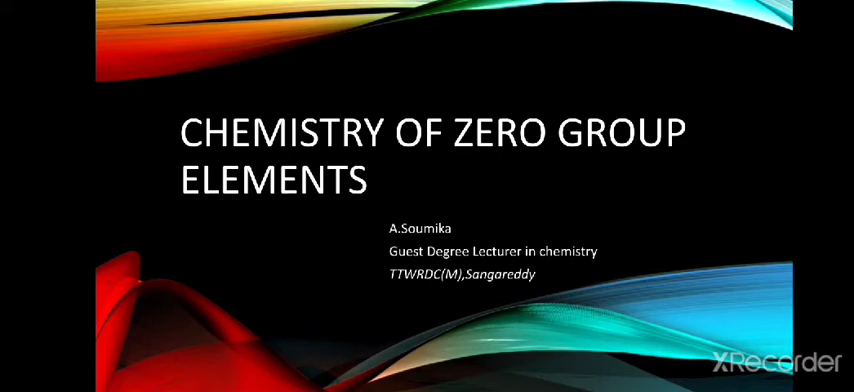 CHEMISTRY OF ZERO GROUP
ELEMENTS
A.Soumika
Guest Degree Lecturer in chemistry
TTWRDC(M),Sangareddy
XRecorder